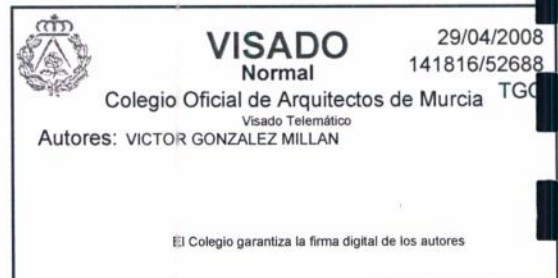 VISADO
29/04/2008
Normal
141816/52688
Colegio Oficial de Arquitectos de Murcia
Visado Telemático
Autores: VICTOR GONZALEZ MILLAN
El Colegio garantiza la firma digital de los autores